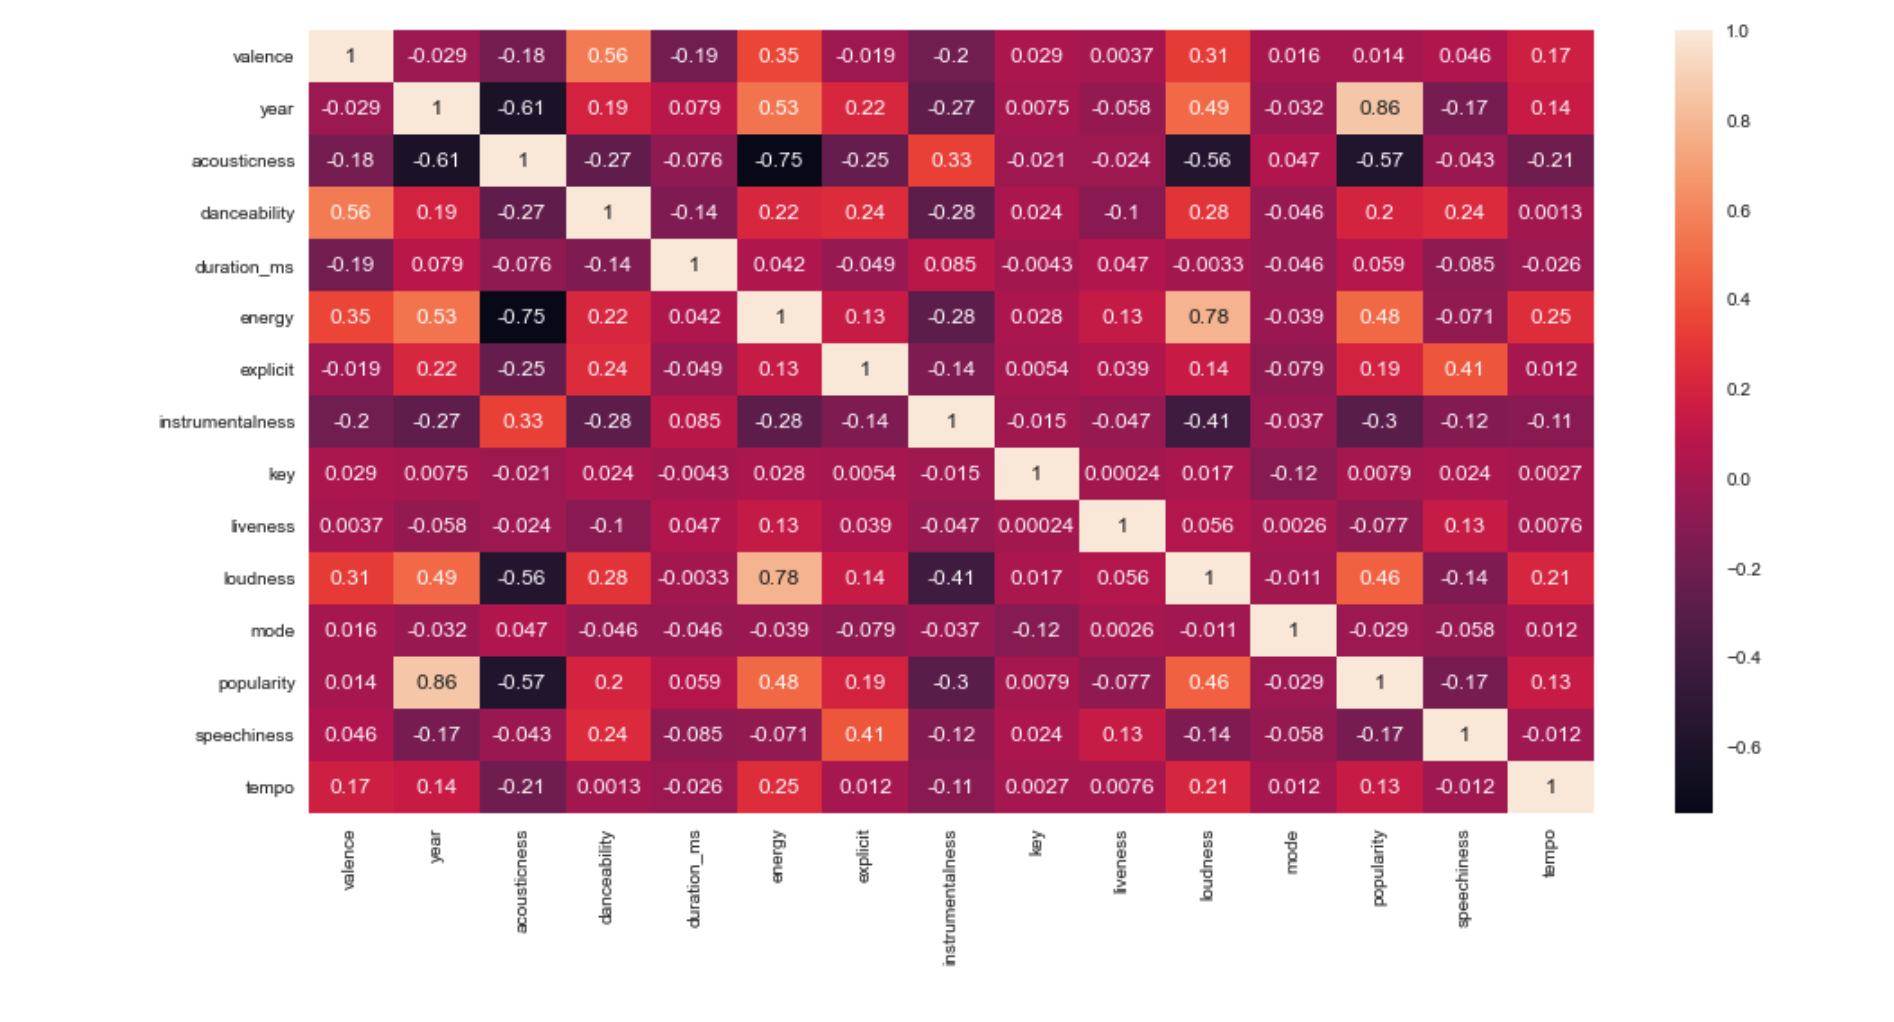 valence 1 -0.029 -0.18 0.56 -0.19 0.35 -0.019 -0.2 0.029 0.0037 0.31 0.016 0.014 0.046 0.17
year -0.029 1 -0.61 0.19 0.079 0.53 0.22 -0.27 0.0075 -0.058 0.49 -0.032 0.86 -0.17 0.14
acousticness -0.18 -0.61 1 -0.27 -0.076 -0.75 -0.25 0.33 -0.021 -0.024 -0.56 0.047 -0.57 -0.043 -0.21
danceability 0.56 0.19 -0.27 1 -0.14 0.22 0.24 -0.28 0.024 -0.1 0.28 -0.046 0.2 0.24 0.0013
duration_ms -0.19 0.079 -0.076 -0.14 1 0.042 -0.049 0.085 -0.0043 0.047 -0.0033 -0.046 0.059 -0.085 -0.026
energy 0.35 0.53 -0.75 0.22 0.042 1 0.13 -0.28 0.028 0.13 0.78 -0.039 0.48 -0.071 0.25
explicit -0.019 0.22 -0.25 0.24 -0.049 0.13 1 -0.14 0.0054 0.039 0.14 -0.079 0.19 0.41 0.012
instrumentalness -0.2 -0.27 0.33 -0.28 0.085 -0.28 -0.14 1 -0.015 -0.047 -0.41 -0.037 -0.3 -0.12 -0.11
key 0.029 0.0075 -0.021 0.024 -0.0043 0.028 0.0054 -0.015 1 0.00024 0.017 -0.12 0.0079 0.024 0.0027
liveness 0.0037 -0.058 -0.024 -0.1 0.047 0.13 0.039 -0.047 0.00024 1 0.056 0.0026 -0.077 0.13 0.0076
loudness 0.31 0.49 -0.56 0.28 -0.0033 0.78 0.14 -0.41 0.017 0.056 1 -0.011 0.46 -0.14 0.21
mode 0.016 -0.032 0.047 -0.046 -0.046 -0.039 -0.079 -0.037 -0.12 0.0026 -0.011 1 -0.029 -0.058 0.012
popularity 0.014 0.86 -0.57 0.2 0.059 0.48 0.19 -0.3 0.0079 -0.077 0.46 -0.029 1 -0.17 0.13
speechiness 0.046 -0.17 -0.043 0.24 -0.085 -0.071 0.41 -0.12 0.024 0.13 -0.14 -0.058 -0.17 1 -0.012
tempo 0.17 0.14 -0.21 0.0013 -0.026 0.25 0.012 -0.11 0.0027 0.0076 0.21 0.012 0.13 -0.012 1
valence
year
acousticness
danceability
duration_ms
energy
explicit
instrumentalness
key
liveness
loudness
mode
popularity
speechiness
tempo
1.0
0.8
0.6
0.4
0.2
0.0
−0.2
−0.4
−0.6